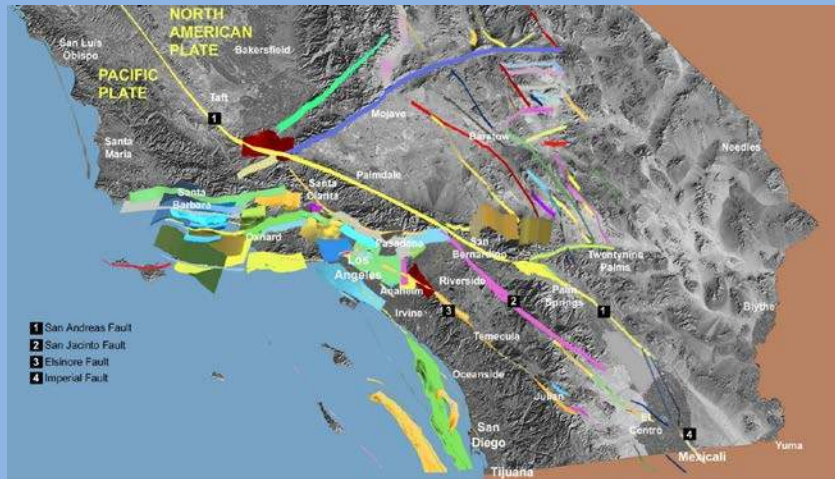 NORTH
AMERICAN
PLATE
San Luis
Obispo
Bakersfield
PACIFIC
PLATE
Taft
1
Mojave
Barstow
Needles
Santa
Maria
Palmdale
Santa
Barbara
Santa
Clarita
Oxnard
Pasadena
San
Bernardino
Twentynine
Palms
Los
Angeles
Riverside
Anaheim
Palm
Springs
Blythe
2
1
Irvine
3
1 San Andreas Fault
2 San Jacinto Fault
3 Elsinore Fault
4 Imperial Fault
Temecula
Oceanside
Julian
El
Centro
4
San
Diego
Yuma
Mexicali
Tijuana